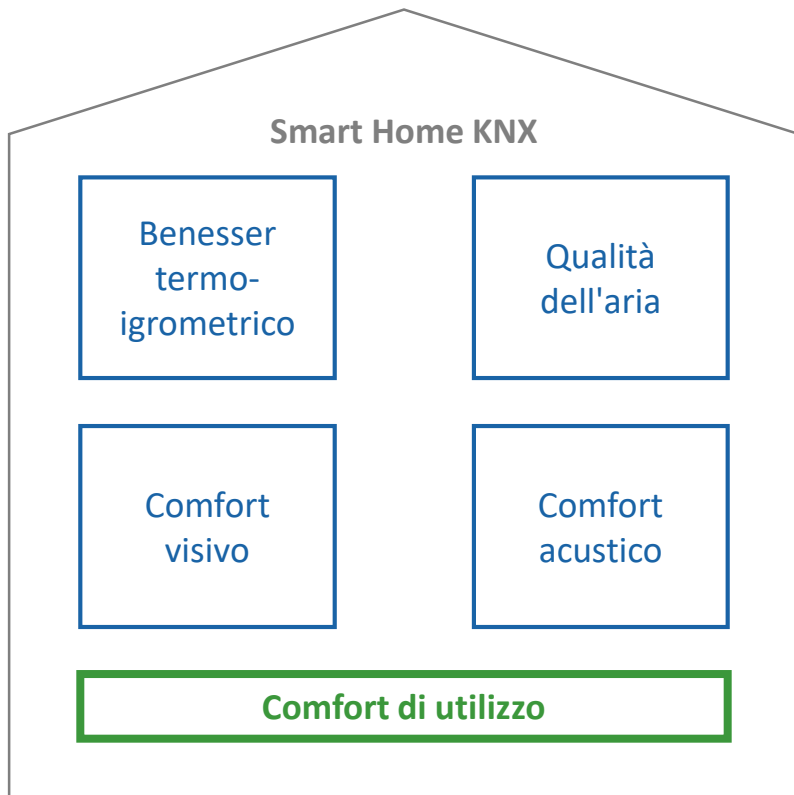 Smart Home KNX
Benesser
termo-
igrometrico
Qualità
dell'aria
Comfort
visivo
Comfort
acustico
Comfort di utilizzo